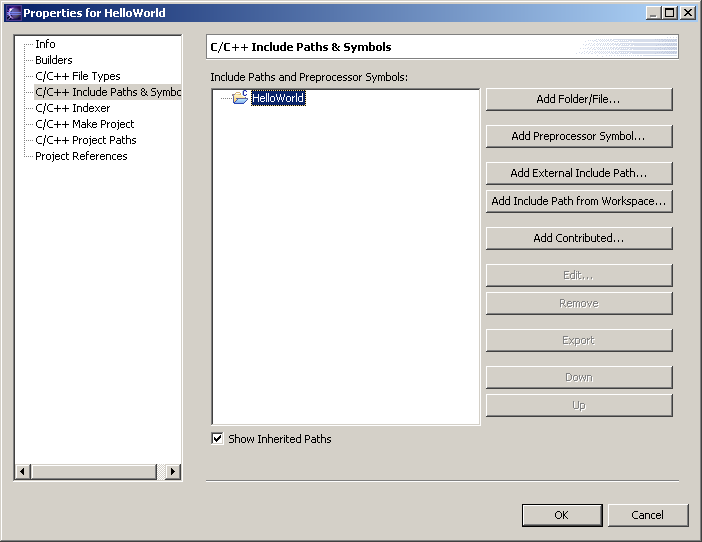 Properties for HelloWorld
Info
Builders
C/C++ File Types
C/C++ Include Paths & Symbo
C/C++ Indexer
C/C++ Make Project
C/C++ Project Paths
Project References
C/C++ Include Paths & Symbols
Include Paths and Preprocessor Symbols:
HelloWorld
Add Folder/File...
Add Preprocessor Symbol...
Add External Include Path...
Add Include Path from Workspace...
Add Contributed...
Edit...
Remove
Export
Down
Up
Show Inherited Paths
OK
Cancel